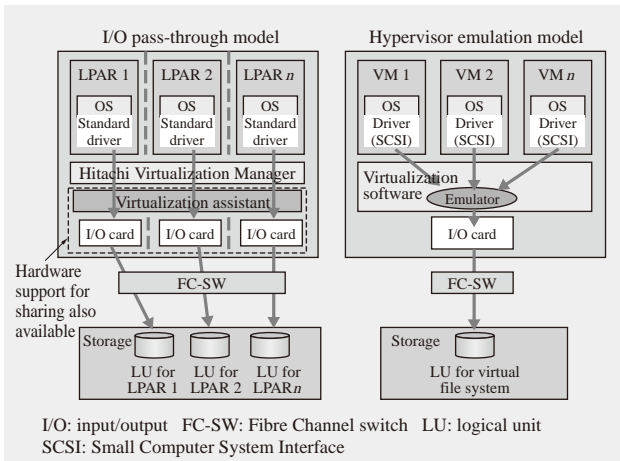 I/O pass-through model
LPAR 1
LPAR 2
LPAR n
OS
Standard
driver
OS
Standard
driver
OS
Standard
driver
Hitachi Virtualization Manager
Virtualization assistant
I/O card
I/O card
I/O card
Hardware
support for
sharing also
available
FC-SW
Storage
LU for
LPAR 1
LU for
LPAR 2
LU for
LPARn
Hypervisor emulation model
VM 1
VM 2
VM n
OS
Driver
(SCSI)
OS
Driver
(SCSI)
OS
Driver
(SCSI)
Virtualization
software
Emulator
I/O card
FC-SW
Storage
LU for virtual
file system
I/O: input/output FC-SW: Fibre Channel switch LU: logical unit
SCSI: Small Computer System Interface